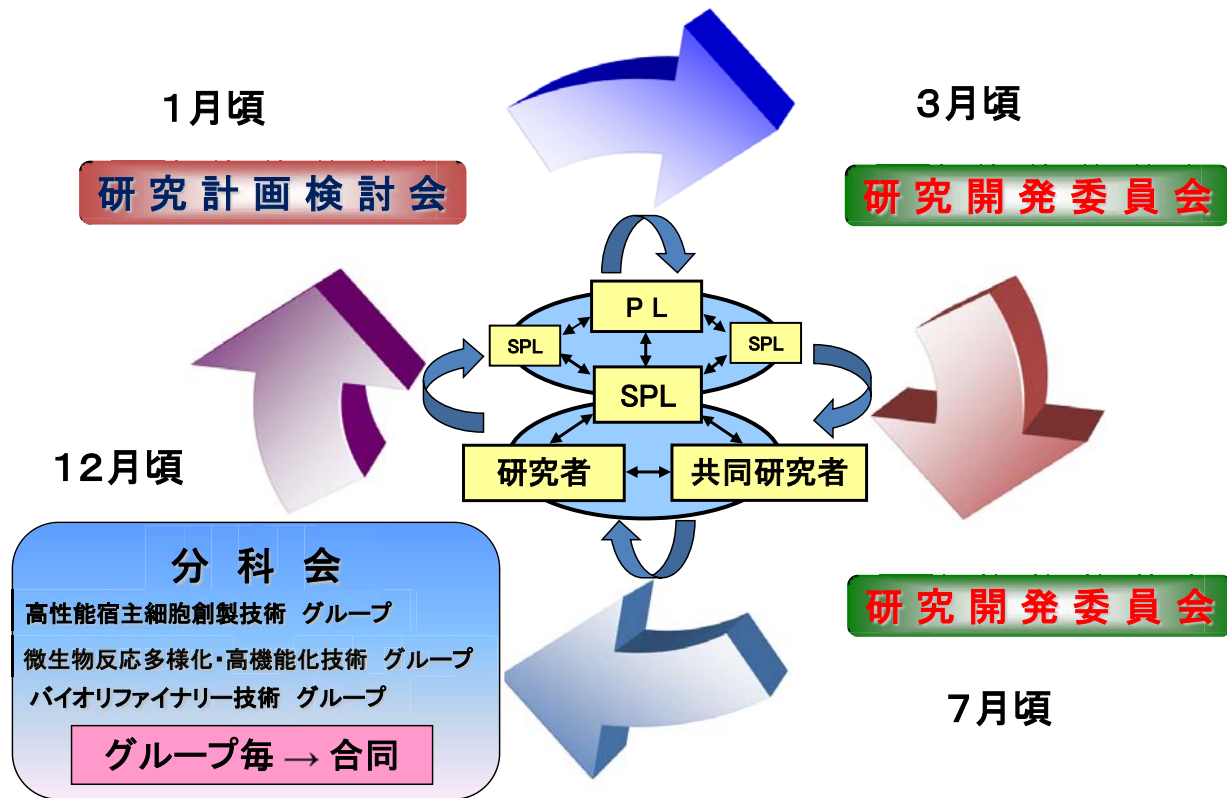 １月頃
３月頃
研究計画検討会
研究開発委員会
ＰＬ
SPL
SPL
SPL
研究者
共同研究者
１２月頃
分科会
高性能宿主細胞創製技術 グループ
微生物反応多様化・高機能化技術 グループ
バイオリファイナリー技術 グループ
グループ毎 → 合同
研究開発委員会
７月頃